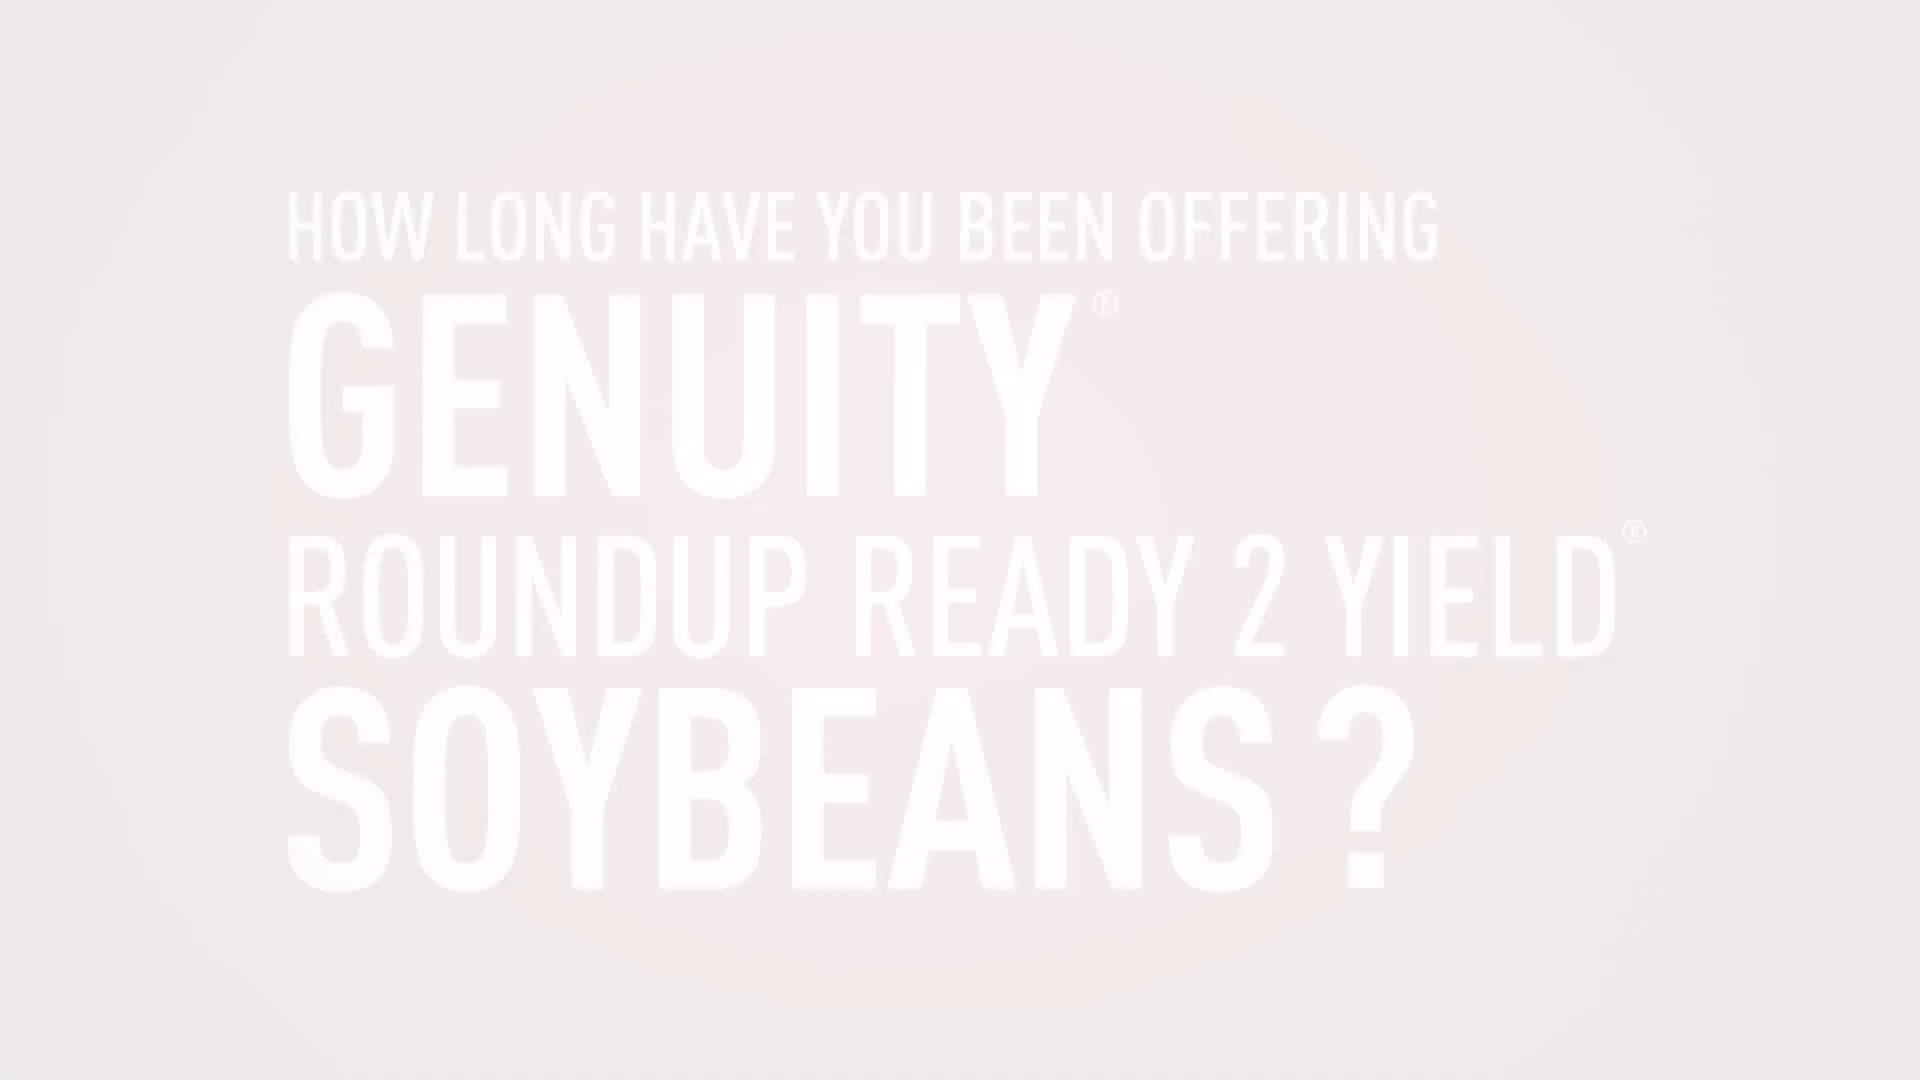 HOW LONG HAVE YOU BEEN OFFERING
GENUITY®
ROUNDUP READY 2 YIELD®
SOYBEANS?